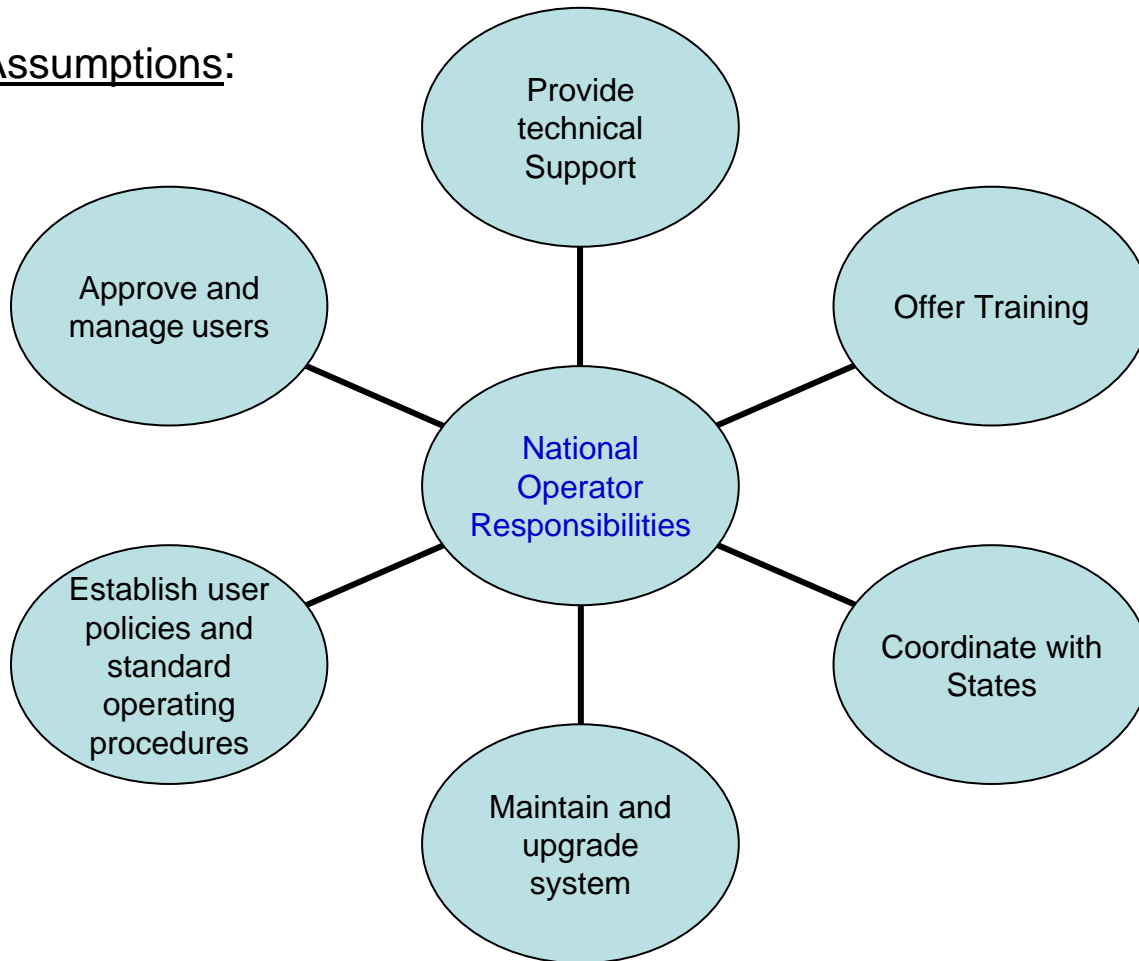 Assumptions:
Provide
technical
Support
Approve and
manage users
Offer Training
National
Operator
Responsibilities
Establish user
policies and
standard
operating
procedures
Coordinate with
States
Maintain and
upgrade
system